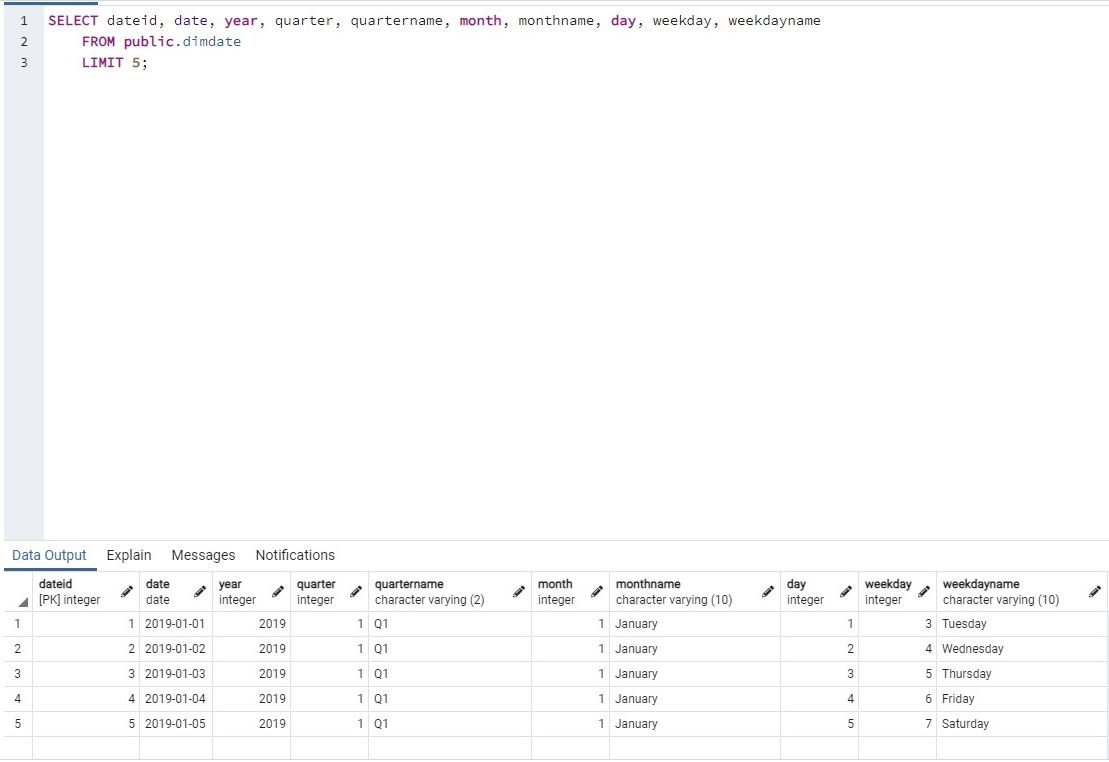 1 SELECT dateid, date, year, quarter, quartername, month, monthname, day, weekday, weekdayname
2 FROM public.dimdate
3 LIMIT 5;
Data Output Explain Messages Notifications
dateid date year quarter quartername month monthname day weekday weekdayname
[PK] integer date integer integer character varying (2) integer character varying (10) integer integer character varying (10)
1 1 2019-01-01 2019 1 Q1 1 January 1 3 Tuesday
2 2 2019-01-02 2019 1 Q1 1 January 2 4 Wednesday
3 3 2019-01-03 2019 1 Q1 1 January 3 5 Thursday
4 4 2019-01-04 2019 1 Q1 1 January 4 6 Friday
5 5 2019-01-05 2019 1 Q1 1 January 5 7 Saturday